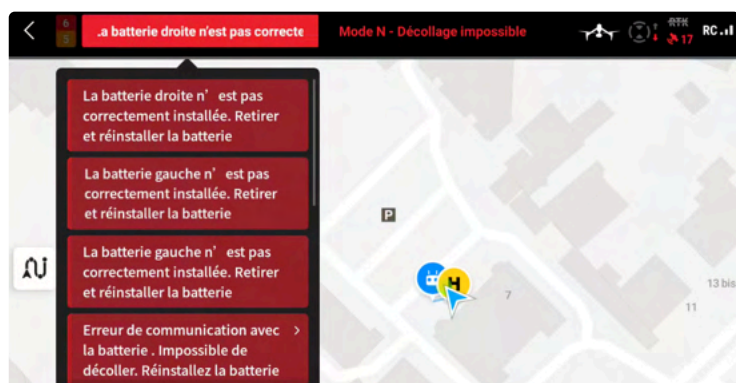 6
5
.a batterie droite n'est pas correcte
Mode N - Décollage impossible
RTK
17
RC
La batterie droite n' est pas
correctement installée. Retirer
et réinstaller la batterie
La batterie gauche n' est pas
correctement installée. Retirer
et réinstaller la batterie
La batterie gauche n' est pas
correctement installée. Retirer
et réinstaller la batterie
Erreur de communication avec
la batterie . Impossible de
décoller. Réinstallez la batterie
P
H
7
13 bis
11